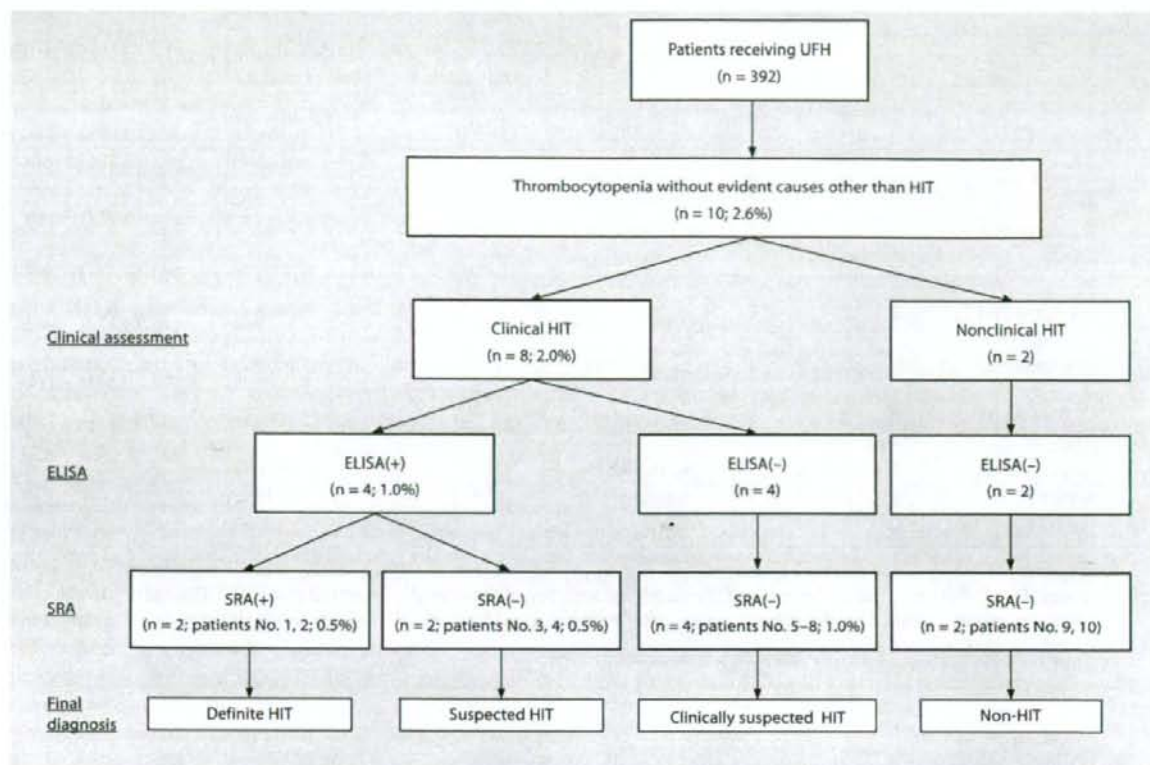 Patients receiving UFH
(n = 392)
Thrombocytopenia without evident causes other than HIT
(n = 10; 2.6%)
Clinical assessment
Clinical HIT
(n = 8; 2.0%)
Nonclinical HIT
(n = 2)
ELISA
ELISA(+)
(n = 4; 1.0%)
ELISA(–)
(n = 4)
ELISA(–)
(n = 2)
SRA
SRA(+)
(n = 2; patients No. 1, 2; 0.5%)
SRA(–)
(n = 2; patients No. 3, 4; 0.5%)
SRA(–)
(n = 4; patients No. 5–8; 1.0%)
SRA(–)
(n = 2; patients No. 9, 10)
Final
diagnosis
Definite HIT
Suspected HIT
Clinically suspected HIT
Non-HIT